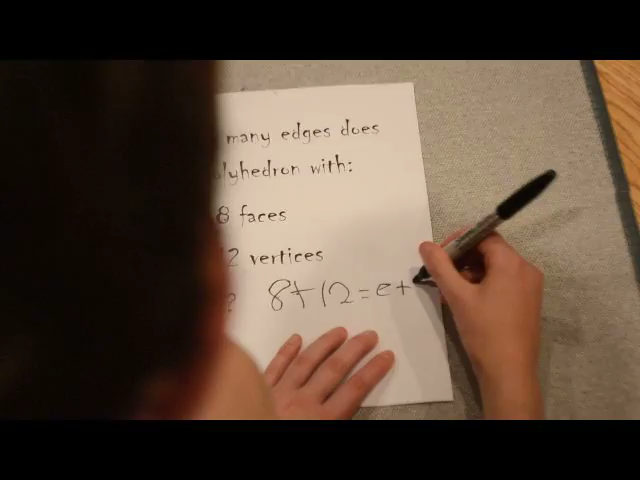 many edges does
lyhedron with:
8 faces
2 vertices
? 8+12=e+